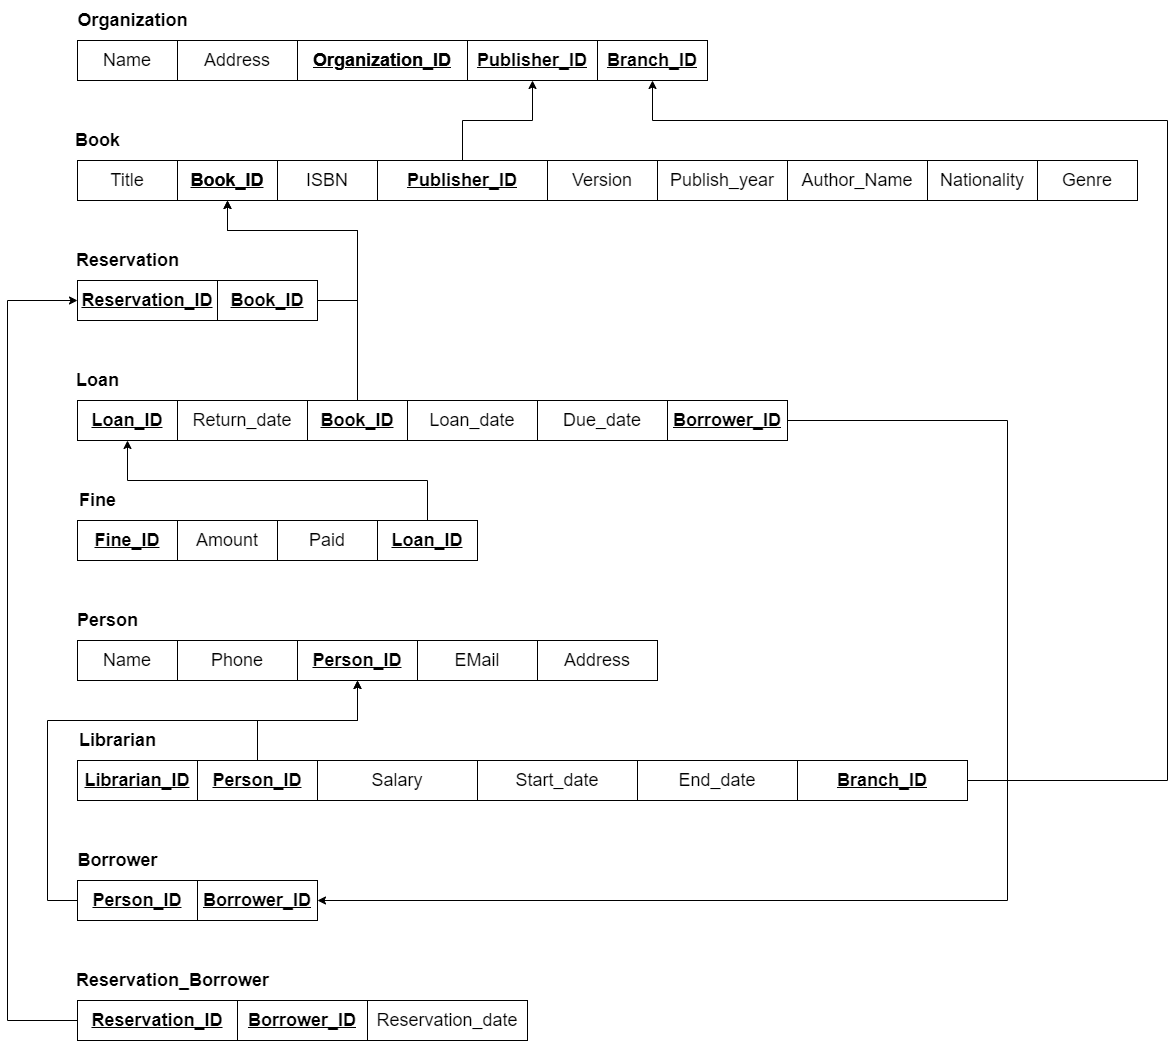 Organization
Name Address Organization_ID Publisher_ID Branch_ID
Book
Title Book_ID ISBN Publisher_ID Version Publish_year Author_Name Nationality Genre
Reservation
Reservation_ID Book_ID
Loan
Loan_ID Return_date Book_ID Loan_date Due_date Borrower_ID
Fine
Fine_ID Amount Paid Loan_ID
Person
Name Phone Person_ID EMail Address
Librarian
Librarian_ID Person_ID Salary Start_date End_date Branch_ID
Borrower
Person_ID Borrower_ID
Reservation_Borrower
Reservation_ID Borrower_ID Reservation_date